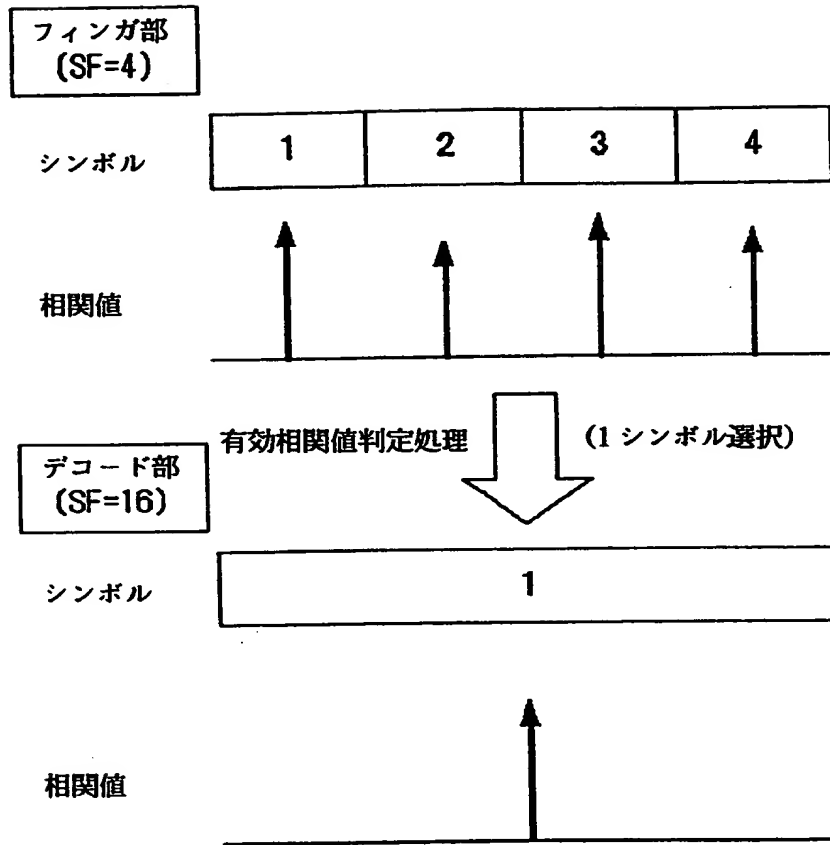 フィンガ部
(SF=4)
シンボル
1 2 3 4
相関値
有効相関値判定処理 (1 シンボル選択)
デコード部
(SF=16)
シンボル
1
相関値